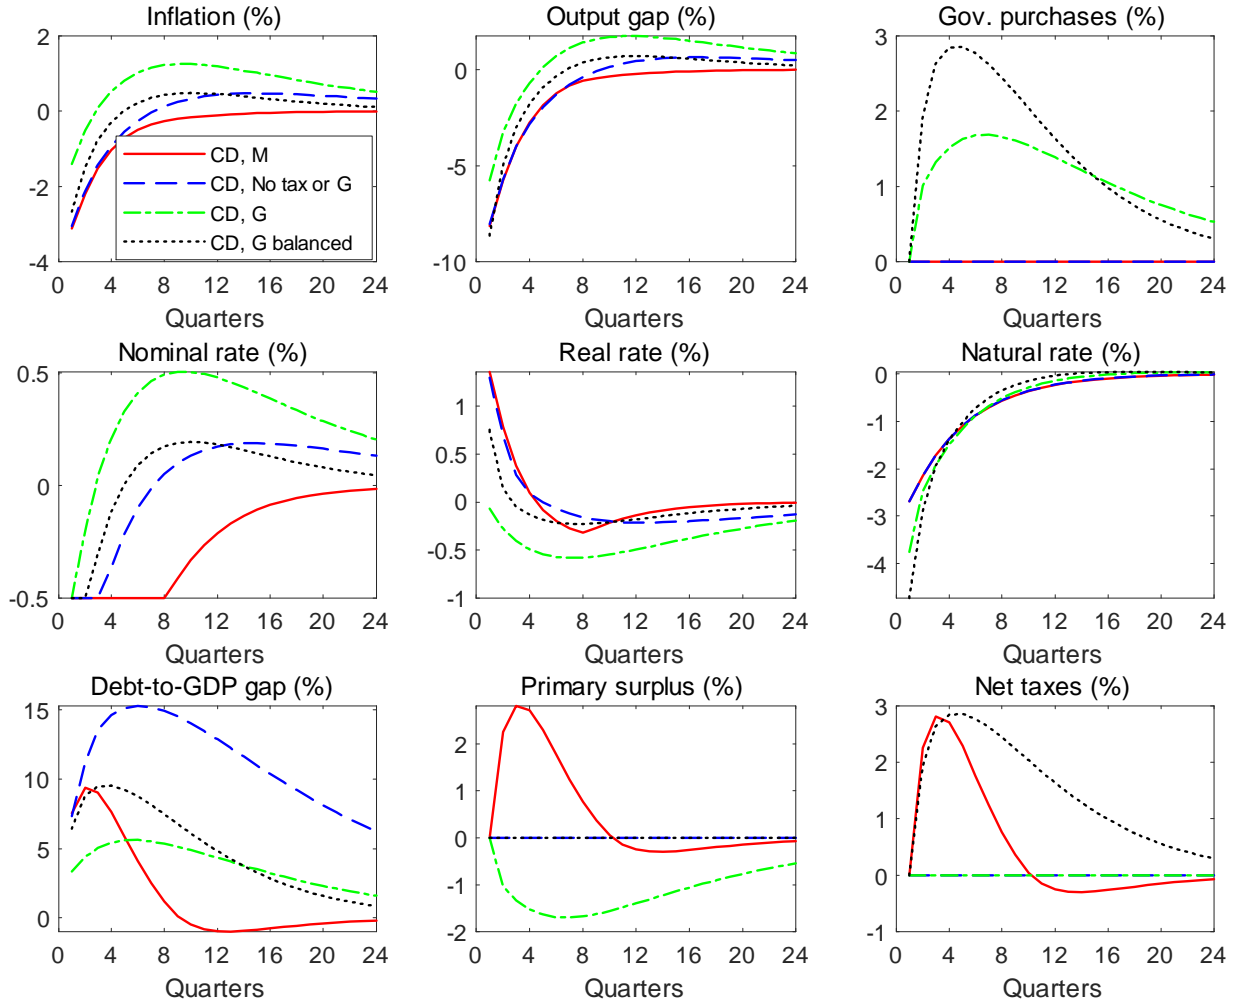 Inflation (%) Output gap (%) Gov. purchases (%)
2
0
-2
-4
0 4 8 12 16 20 24
Quarters
CD, M
CD, No tax or G
CD, G
CD, G balanced
0
-5
-10
0 4 8 12 16 20 24
Quarters
3
2
1
0
0 4 8 12 16 20 24
Quarters
Nominal rate (%) Real rate (%) Natural rate (%)
0.5
0
-0.5
0 4 8 12 16 20 24
Quarters
1
0.5
0
-0.5
-1
0 4 8 12 16 20 24
Quarters
0
-1
-2
-3
-4
0 4 8 12 16 20 24
Quarters
Debt-to-GDP gap (%) Primary surplus (%) Net taxes (%)
15
10
5
0
0 4 8 12 16 20 24
Quarters
2
1
0
-1
-2
0 4 8 12 16 20 24
Quarters
3
2
1
0
-1
0 4 8 12 16 20 24
Quarters